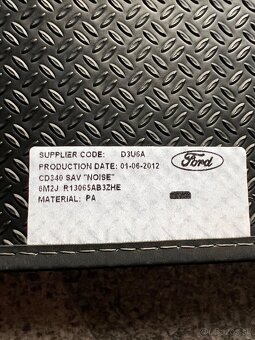 SUPPLIER CODE: D3U6A
Ford
PRODUCTION DATE: 01-06-2012
CD340 SAV "NOISE"
6M2J R13065AB3ZHE
MATERIAL: PA